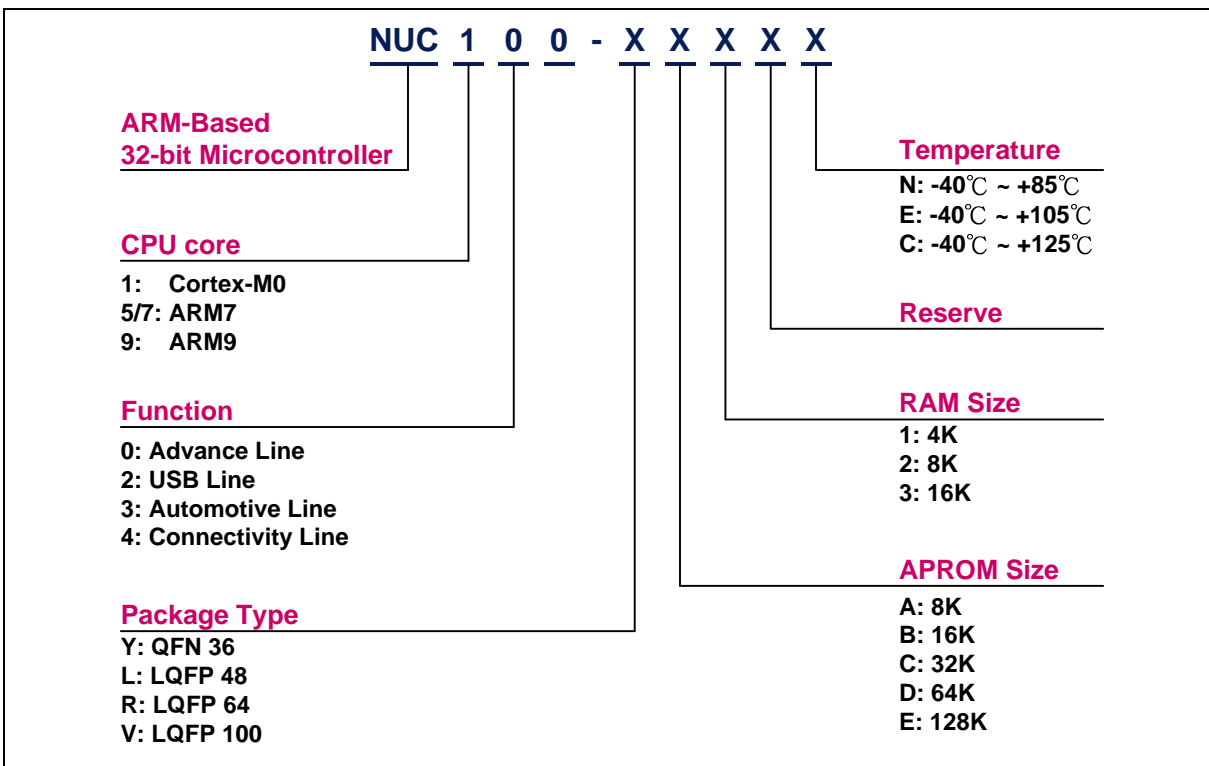 NUC 1 0 0 - X X X X X
ARM-Based
32-bit Microcontroller
CPU core
1: Cortex-M0
5/7: ARM7
9: ARM9
Function
0: Advance Line
2: USB Line
3: Automotive Line
4: Connectivity Line
Package Type
Y: QFN 36
L: LQFP 48
R: LQFP 64
V: LQFP 100
Temperature
N: -40℃ ~ +85℃
E: -40℃ ~ +105℃
C: -40℃ ~ +125℃
Reserve
RAM Size
1: 4K
2: 8K
3: 16K
APROM Size
A: 8K
B: 16K
C: 32K
D: 64K
E: 128K